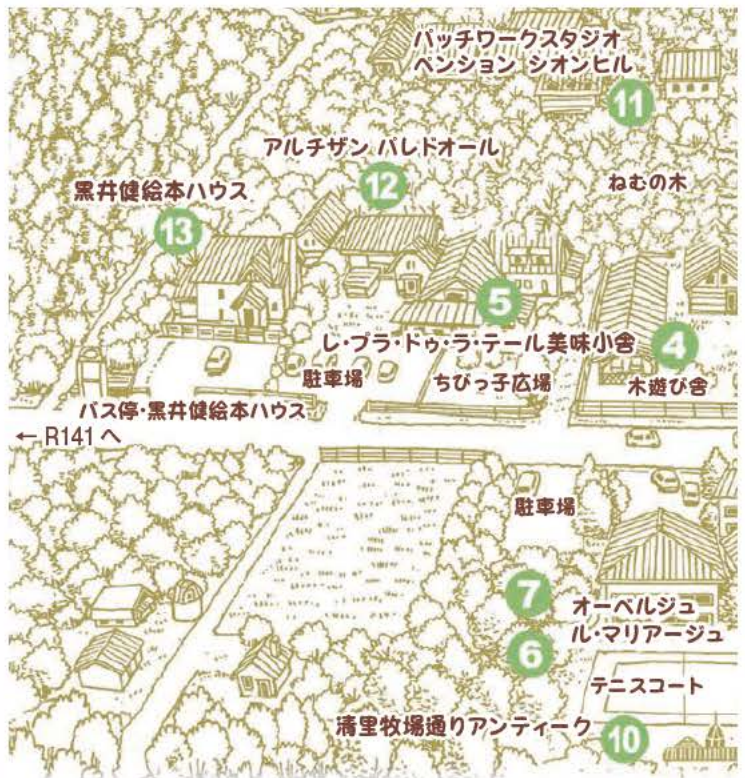 パッチワークスタジオ
ペンション シオンヒル
11
アルチザン パレドオール
12
ねむの木
黒井健絵本ハウス
13
5
レ・プラ・ドゥ・ラ・テール美味小舎
4
駐車場
ちびっ子広場
木遊び舎
バス停・黒井健絵本ハウス
← R141へ
駐車場
7
オーベルジュ
ル・マリアージュ
6
テニスコート
清里牧場通りアンティーク
10